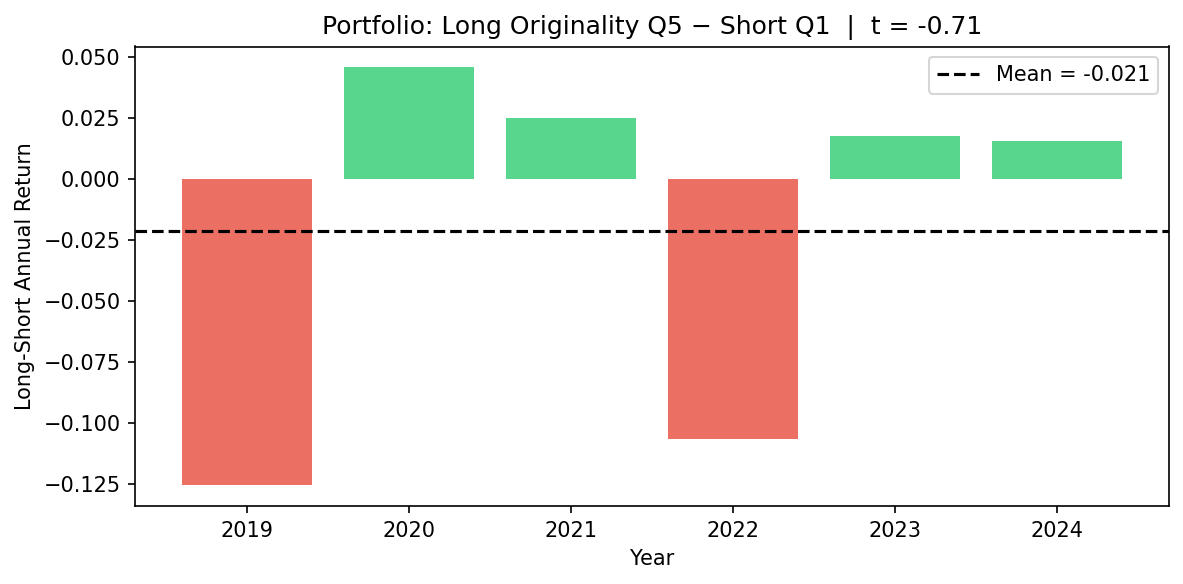 Portfolio: Long Originality Q5 − Short Q1 | t = -0.71
Mean = -0.021
Long-Short Annual Return
0.050
0.025
0.000
−0.025
−0.050
−0.075
−0.100
−0.125
2019 2020 2021 2022 2023 2024
Year